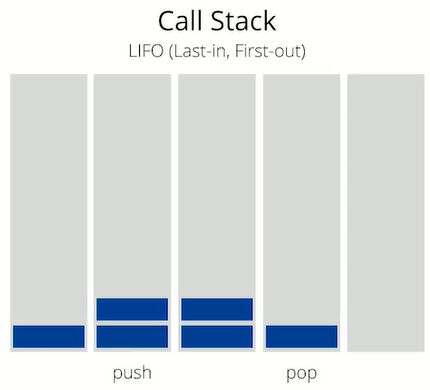 Call Stack
LIFO (Last-in, First-out)
push
pop